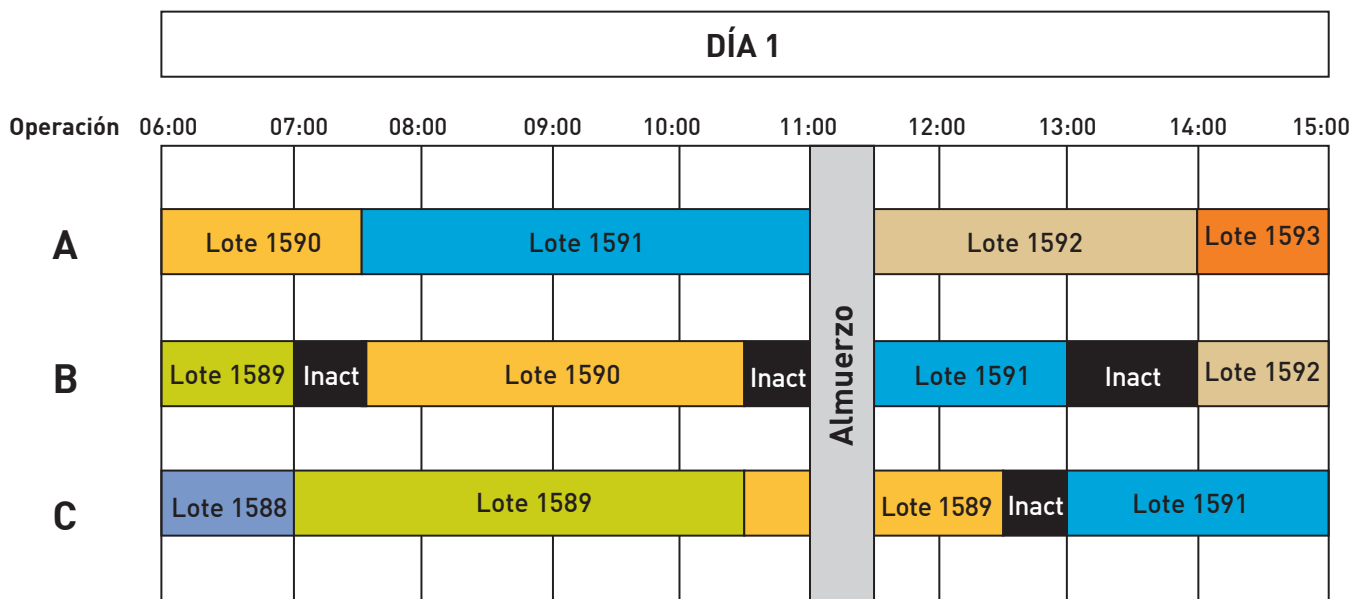 DÍA 1
Operación 06:00 07:00 08:00 09:00 10:00 11:00 12:00 13:00 14:00 15:00
A Lote 1590 Lote 1591 Lote 1592 Lote 1593
B Lote 1589 Inact Lote 1590 Inact Lote 1591 Inact Lote 1592
Almuerzo
C Lote 1588 Lote 1589 Lote 1589 Inact Lote 1591